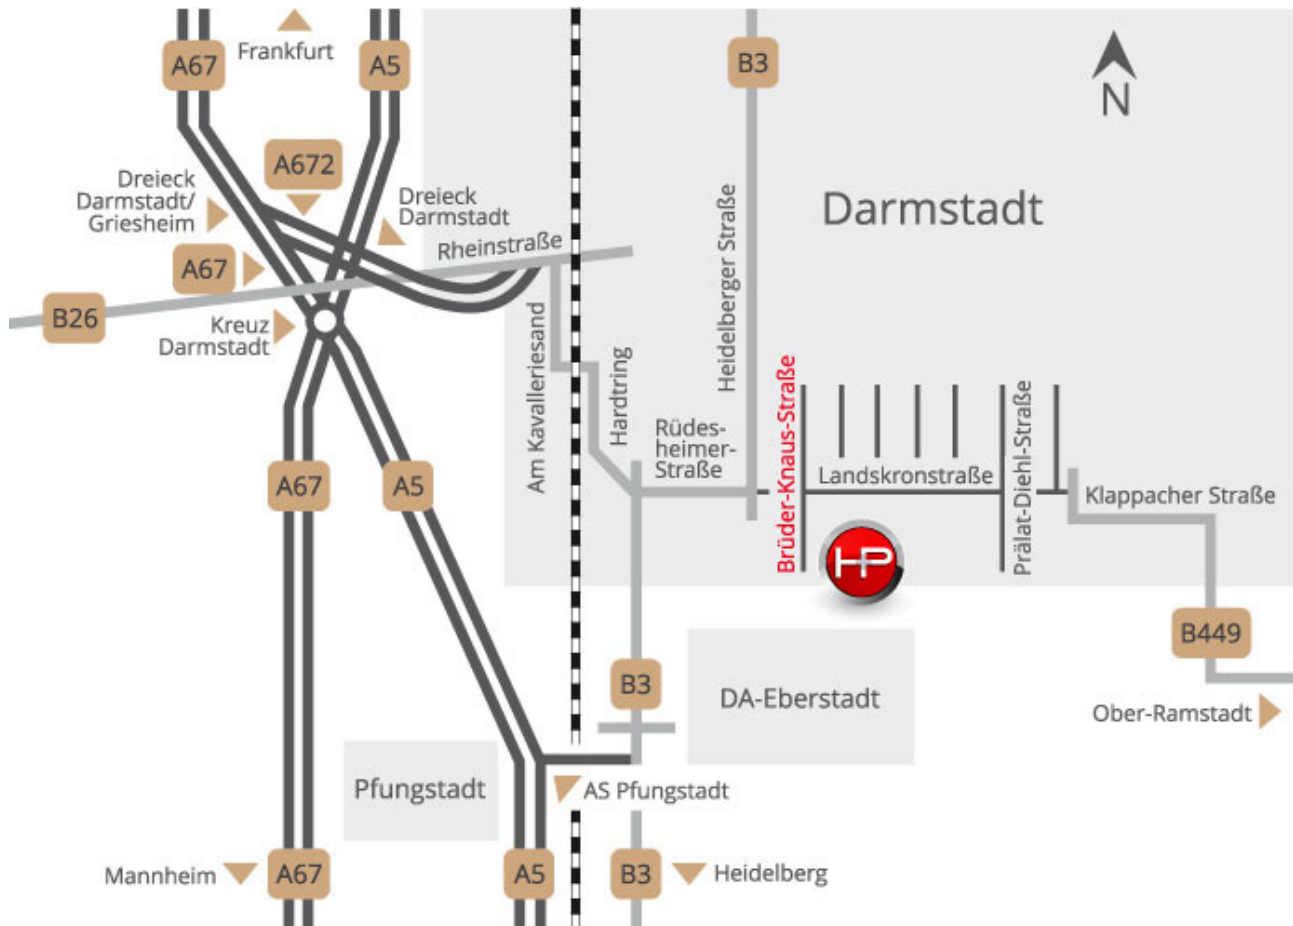 Frankfurt
A67
A5
B3
N
A672
Dreieck
Darmstadt/
Griesheim
Dreieck
Darmstadt
Darmstadt
Rheinstraße
A67
B26
Kreuz
Darmstadt
Heidelberger Straße
Am Kavalleriesand
Hardtring
Rüdes-
heimer-
Straße
Brüder-Knaus-Straße
Landskronstraße
Prälat-Diehl-Straße
Klappacher Straße
A67
A5
HP
B449
B3
DA-Eberstadt
Ober-Ramstadt
Pfungstadt
AS Pfungstadt
Mannheim
A67
A5
B3
Heidelberg